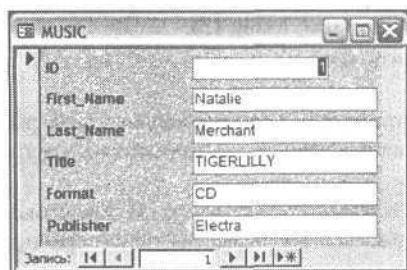 MUSIC
ID 1
First_Name Natalie
Last_Name Merchant
Title TIGERLILLY
Format CD
Publisher Electra
Запись: 1